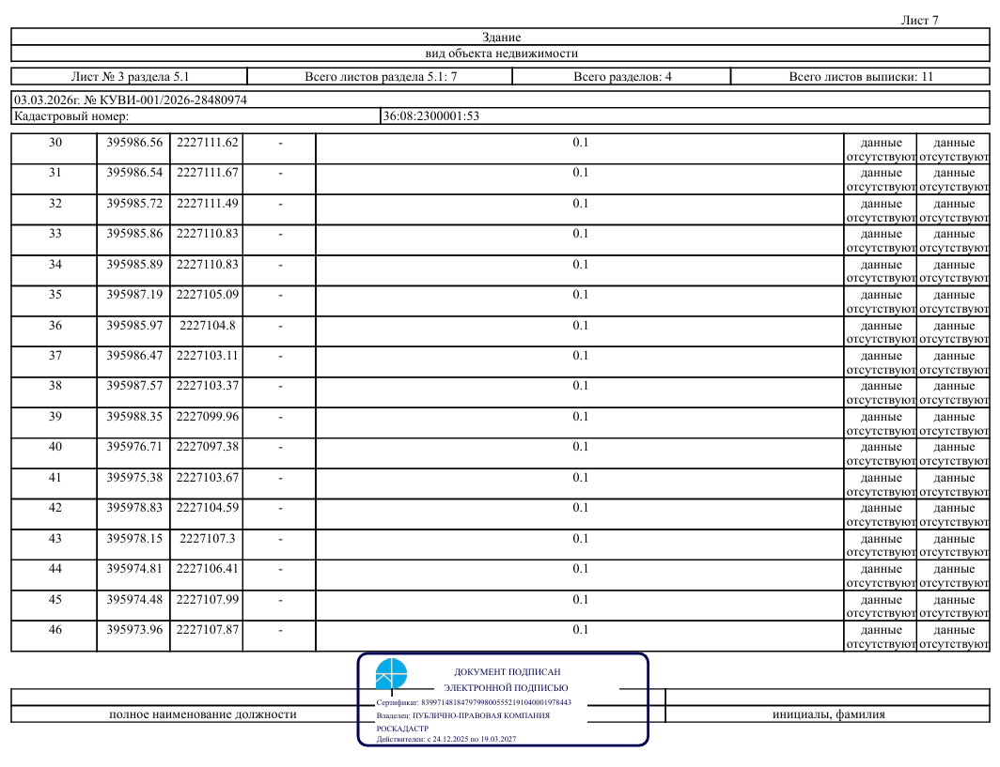 Лист 7
Здание
вид объекта недвижимости
Лист № 3 раздела 5.1 Всего листов раздела 5.1: 7 Всего разделов: 4 Всего листов выписки: 11
03.03.2026г. № КУВИ-001/2026-28480974
Кадастровый номер: 36:08:2300001:53
30 395986.56 2227111.62 - 0.1 данные данные
отсутствуют отсутствуют
31 395986.54 2227111.67 - 0.1 данные данные
отсутствуют отсутствуют
32 395985.72 2227111.49 - 0.1 данные данные
отсутствуют отсутствуют
33 395985.86 2227110.83 - 0.1 данные данные
отсутствуют отсутствуют
34 395985.89 2227110.83 - 0.1 данные данные
отсутствуют отсутствуют
35 395987.19 2227105.09 - 0.1 данные данные
отсутствуют отсутствуют
36 395985.97 2227104.8 - 0.1 данные данные
отсутствуют отсутствуют
37 395986.47 2227103.11 - 0.1 данные данные
отсутствуют отсутствуют
38 395987.57 2227103.37 - 0.1 данные данные
отсутствуют отсутствуют
39 395988.35 2227099.96 - 0.1 данные данные
отсутствуют отсутствуют
40 395976.71 2227097.38 - 0.1 данные данные
отсутствуют отсутствуют
41 395975.38 2227103.67 - 0.1 данные данные
отсутствуют отсутствуют
42 395978.83 2227104.59 - 0.1 данные данные
отсутствуют отсутствуют
43 395978.15 2227107.3 - 0.1 данные данные
отсутствуют отсутствуют
44 395974.81 2227106.41 - 0.1 данные данные
отсутствуют отсутствуют
45 395974.48 2227107.99 - 0.1 данные данные
отсутствуют отсутствуют
46 395973.96 2227107.87 - 0.1 данные данные
отсутствуют отсутствуют
ДОКУМЕНТ ПОДПИСАН
ЭЛЕКТРОННОЙ ПОДПИСЬЮ
Сертификат: 83997148184797998005552191040001978443
Владелец: ПУБЛИЧНО-ПРАВОВАЯ КОМПАНИЯ
РОСКАДАСТР
Действителен: с 24.12.2025 по 19.03.2027
полное наименование должности инициалы, фамилия